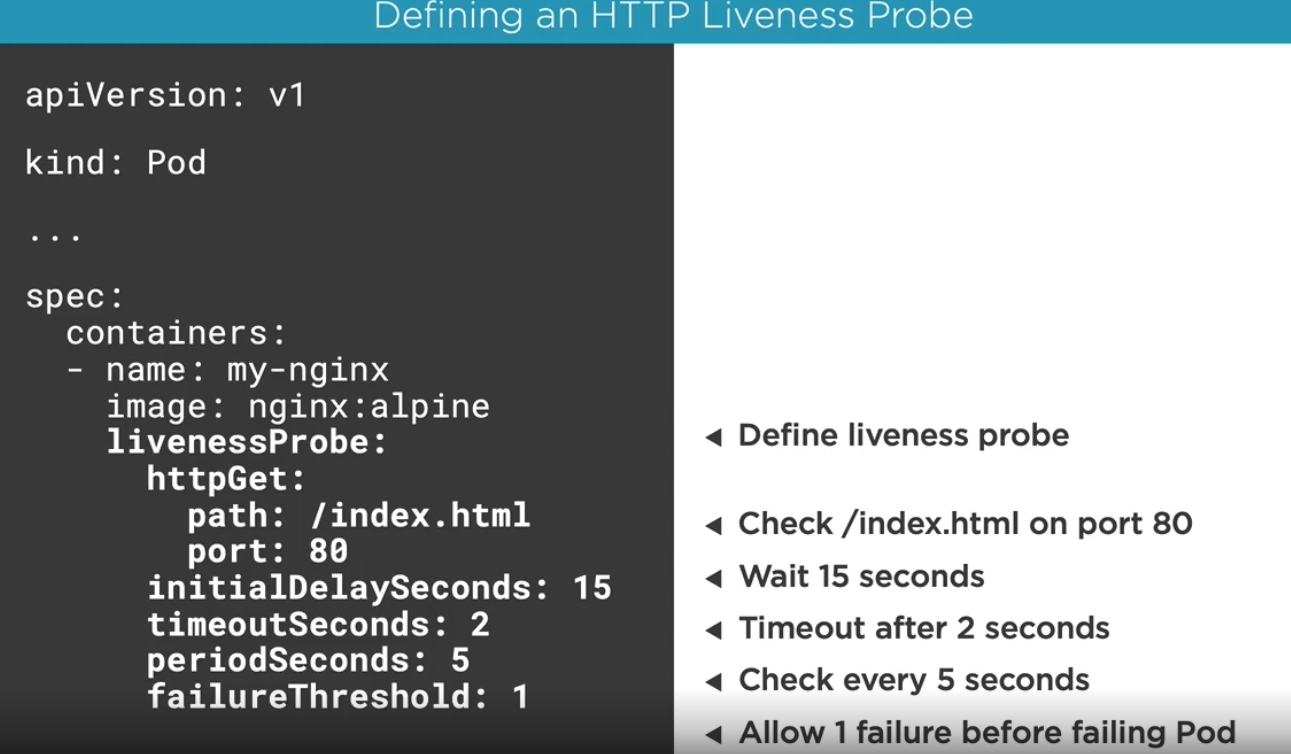 Defining an HTTP Liveness Probe
apiVersion: v1
kind: Pod
...
spec:
  containers:
  - name: my-nginx
    image: nginx:alpine
    livenessProbe:
      httpGet:
        path: /index.html
        port: 80
      initialDelaySeconds: 15
      timeoutSeconds: 2
      periodSeconds: 5
      failureThreshold: 1
◀ Define liveness probe
◀ Check /index.html on port 80
◀ Wait 15 seconds
◀ Timeout after 2 seconds
◀ Check every 5 seconds
◀ Allow 1 failure before failing Pod